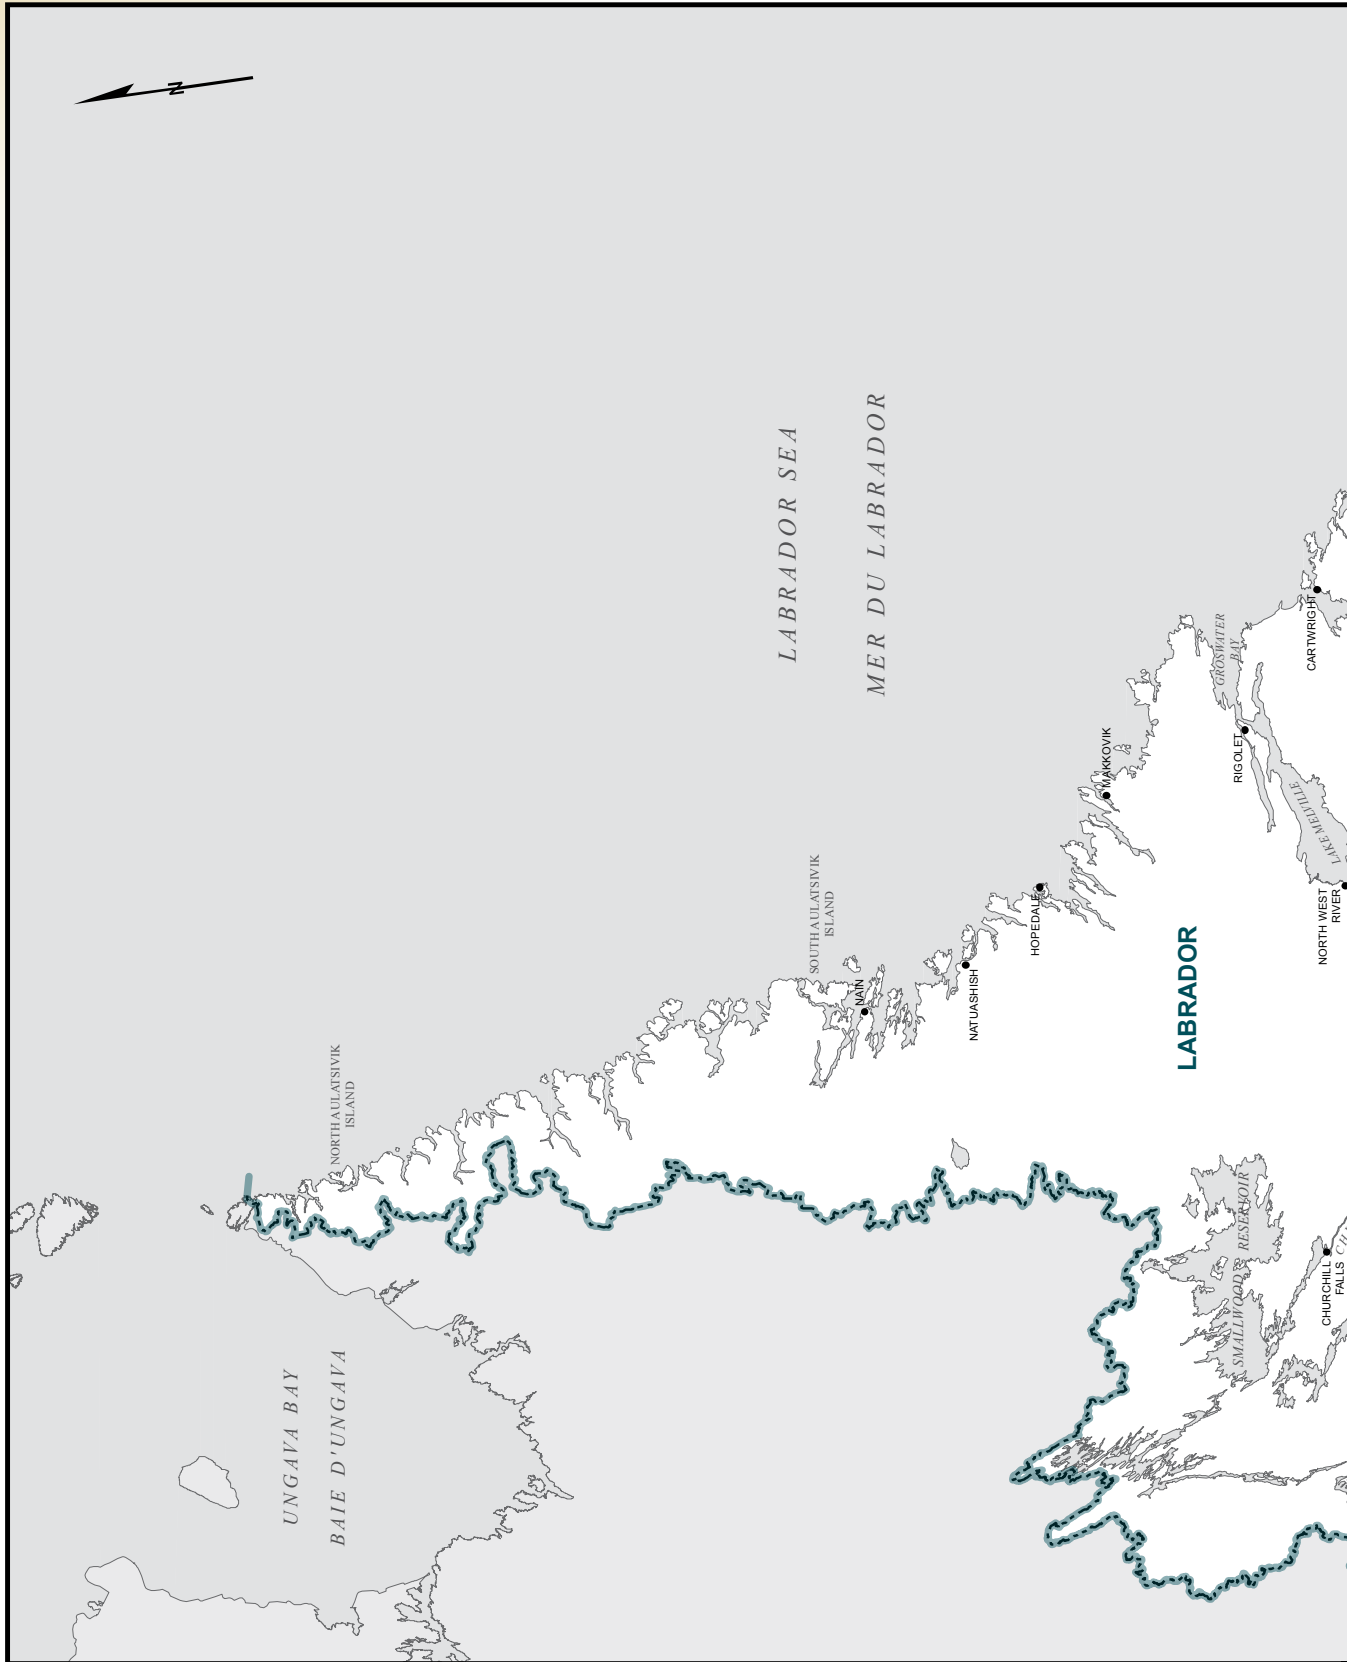 N
LABRADOR SEA
MER DU LABRADOR
UNGAVA BAY
BAIE D'UNGAVA
NORTH AULATSIVIK
ISLAND
SOUTH AULATSIVIK
ISLAND
NAIN
NATUASHISH
HOPEDALE
MAKKOVIK
GROSWATER
BAY
RIGOLET
CARTWRIGHT
LAKE MELVILLE
NORTH WEST
RIVER
LABRADOR
SMALLWOOD RESERVOIR
CHURCHILL
FALLS